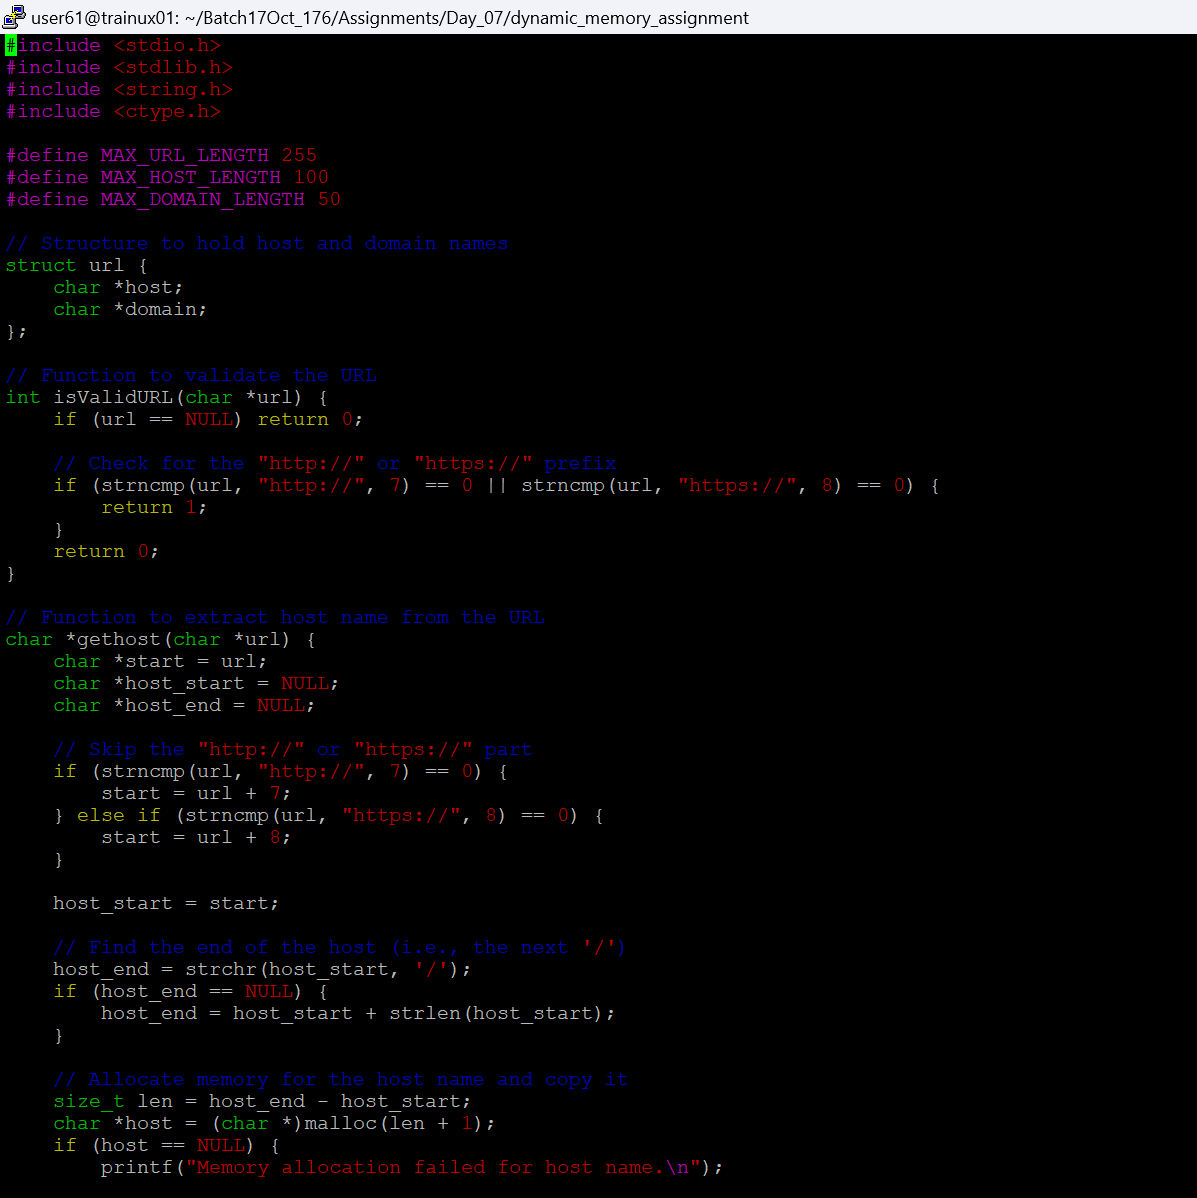 user61@trainux01: ~/Batch17Oct_176/Assignments/Day_07/dynamic_memory_assignment
#include <stdio.h>
#include <stdlib.h>
#include <string.h>
#include <ctype.h>

#define MAX_URL_LENGTH 255
#define MAX_HOST_LENGTH 100
#define MAX_DOMAIN_LENGTH 50

// Structure to hold host and domain names
struct url {
    char *host;
    char *domain;
};

// Function to validate the URL
int isValidURL(char *url) {
    if (url == NULL) return 0;

    // Check for the "http://" or "https://" prefix
    if (strncmp(url, "http://", 7) == 0 || strncmp(url, "https://", 8) == 0) {
        return 1;
    }
    return 0;
}

// Function to extract host name from the URL
char *gethost(char *url) {
    char *start = url;
    char *host_start = NULL;
    char *host_end = NULL;

    // Skip the "http://" or "https://" part
    if (strncmp(url, "http://", 7) == 0) {
        start = url + 7;
    } else if (strncmp(url, "https://", 8) == 0) {
        start = url + 8;
    }

    host_start = start;

    // Find the end of the host (i.e., the next '/')
    host_end = strchr(host_start, '/');
    if (host_end == NULL) {
        host_end = host_start + strlen(host_start);
    }

    // Allocate memory for the host name and copy it
    size_t len = host_end - host_start;
    char *host = (char *)malloc(len + 1);
    if (host == NULL) {
        printf("Memory allocation failed for host name.\n");